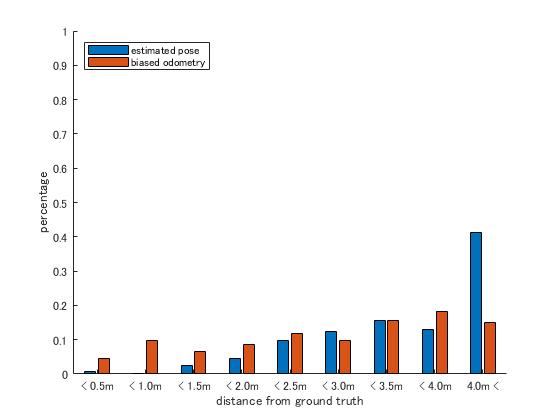 1
0.9
0.8
0.7
0.6
0.5
0.4
0.3
0.2
0.1
0
percentage
estimated pose
biased odometry
< 0.5m < 1.0m < 1.5m < 2.0m < 2.5m < 3.0m < 3.5m < 4.0m 4.0m <
distance from ground truth